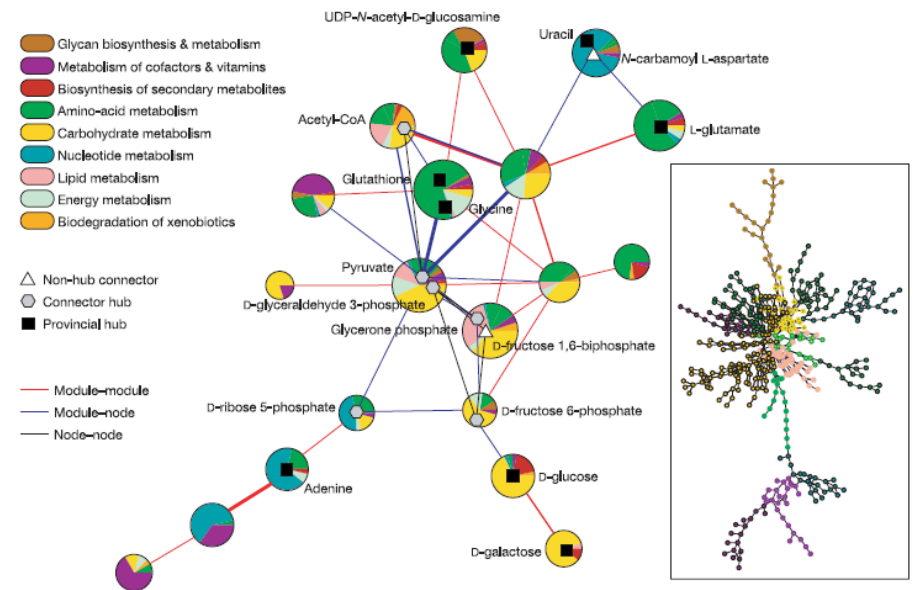 UDP-N-acetyl-D-glucosamine
Uracil
N-carbamoyl L-aspartate
Glycan biosynthesis & metabolism
Metabolism of cofactors & vitamins
Biosynthesis of secondary metabolites
Amino–acid metabolism
Carbohydrate metabolism
Nucleotide metabolism
Lipid metabolism
Energy metabolism
Biodegradation of xenobiotics
Acetyl-CoA
L-glutamate
Glutathione
Glycine
Non–hub connector
Connector hub
Provincial hub
Pyruvate
D-glyceraldehyde 3-phosphate
Glycerone phosphate
D-fructose 1,6-biphosphate
Module–module
Module–node
Node–node
D-ribose 5-phosphate
D-fructose 6-phosphate
Adenine
D-glucose
D-galactose